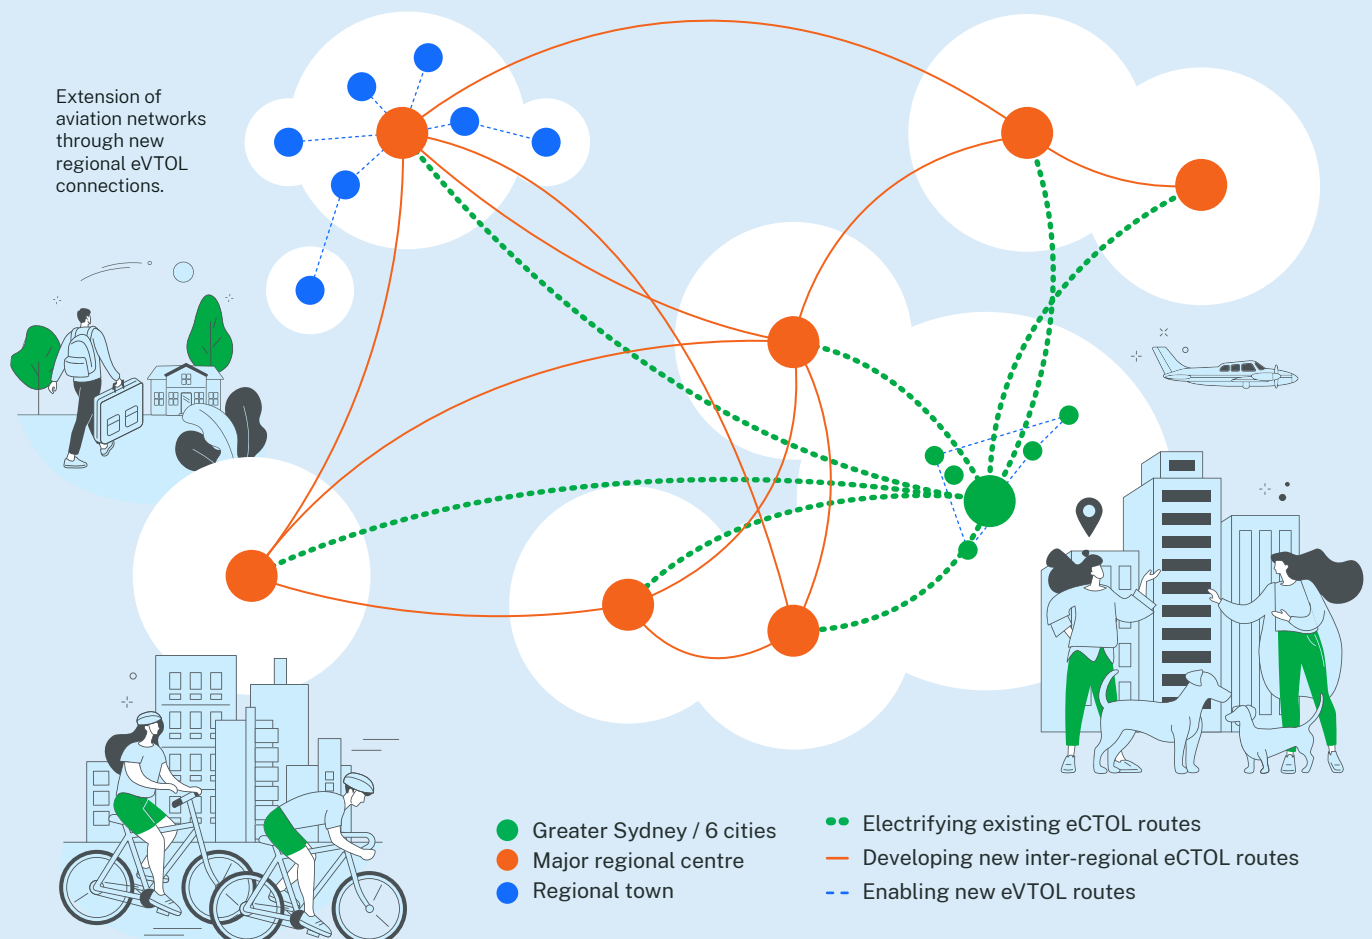 Extension of
aviation networks
through new
regional eVTOL
connections.
Greater Sydney / 6 cities
Major regional centre
Regional town
Electrifying existing eCTOL routes
Developing new inter-regional eCTOL routes
Enabling new eVTOL routes